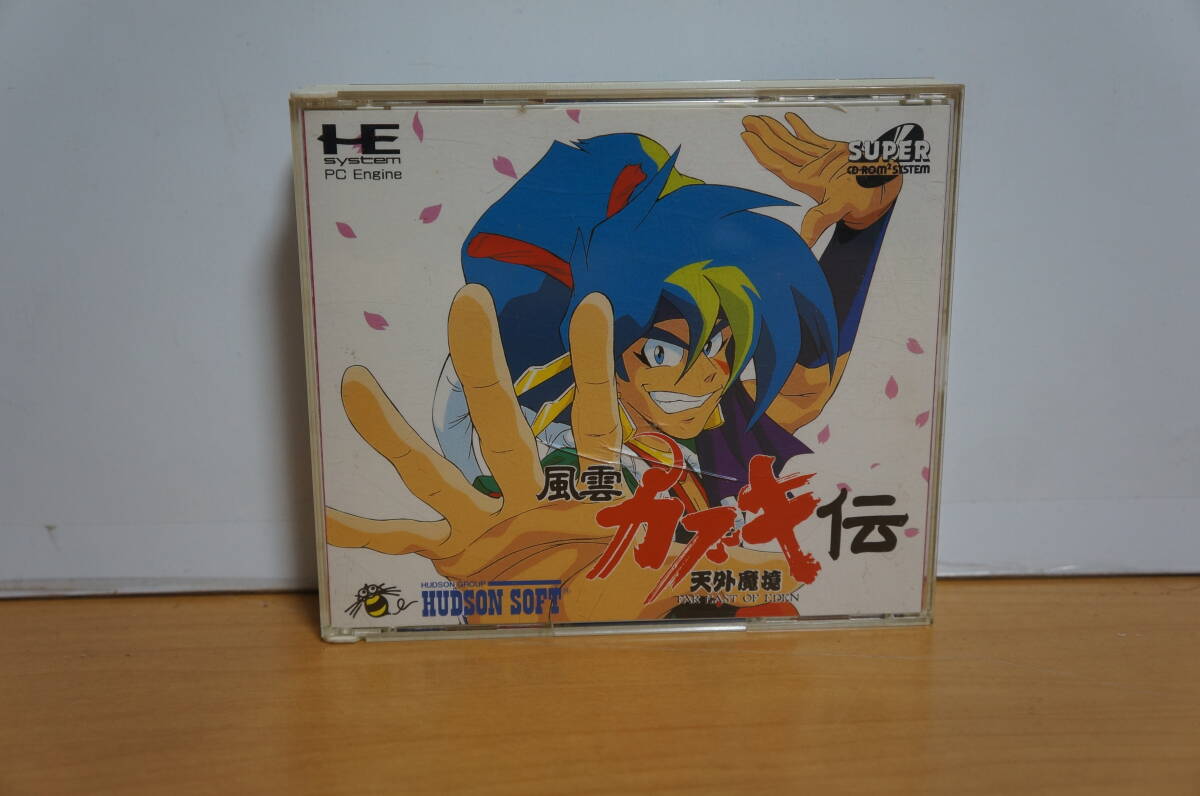 HE
system
PC Engine
SUPER
CD-ROM² SYSTEM
風雲カブキ伝
天外魔境
FAR EAST OF EDEN
HUDSON GROUP
HUDSON SOFT